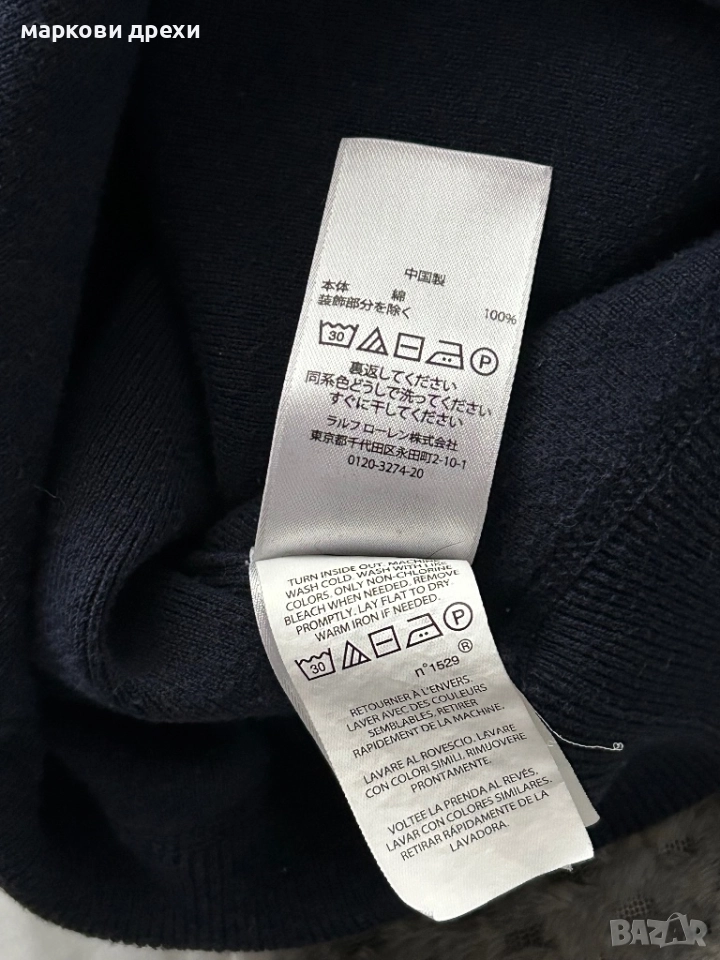 маркови дрехи
中国製
本体 綿 100%
装飾部分を除く
30 P
裏返してください
同系色どうしで洗ってください
すぐに干してください
ラルフ ローレン株式会社
東京都千代田区永田町2-10-1
0120-3274-20
TURN INSIDE OUT. MACHINE
WASH COLD. WASH WITH LIKE
COLORS. ONLY NON-CHLORINE
BLEACH WHEN NEEDED. REMOVE
PROMPTLY. LAY FLAT TO DRY.
WARM IRON IF NEEDED.
30 P
n°1529 ®
RETOURNER À L'ENVERS.
LAVER AVEC DES COULEURS
SEMBLABLES, RETIRER
RAPIDEMENT DE LA MACHINE.
LAVARE AL ROVESCIO, LAVARE
CON COLORI SIMILI, RIMUOVERE
PRONTAMENTE.
VOLTEE LA PRENDA AL REVÉS.
LAVAR CON COLORES SIMILARES.
RETIRAR RÁPIDAMENTE DE LA
LAVADORA.
BAZAR